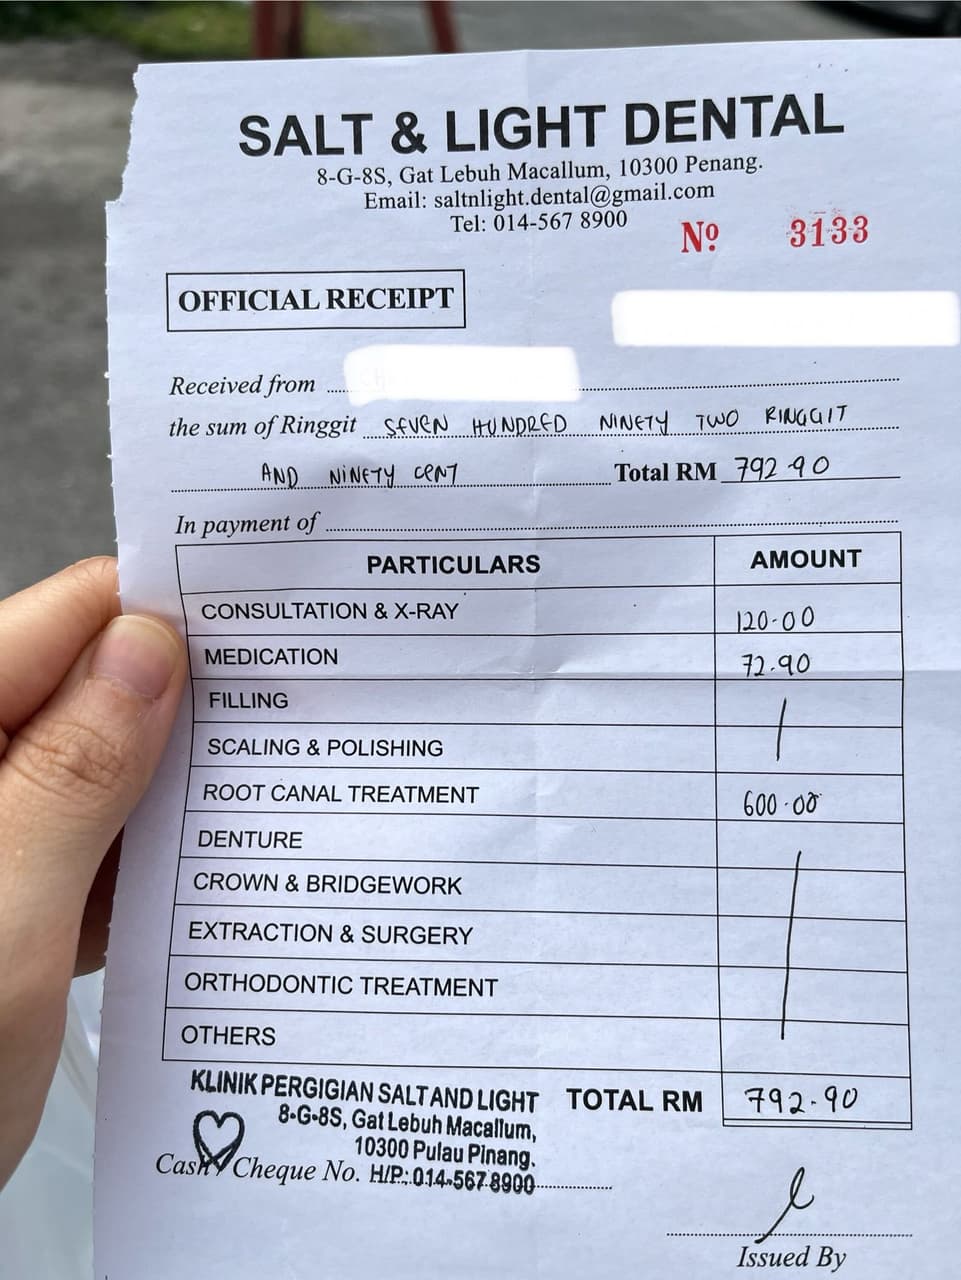 SALT & LIGHT DENTAL
8-G-8S, Gat Lebuh Macallum, 10300 Penang.
Email: saltnlight.dental@gmail.com
Tel: 014-567 8900
Nº 3133
OFFICIAL RECEIPT
Received from
the sum of Ringgit SEVEN HUNDRED NINETY TWO RINGGIT
AND NINETY CENT Total RM 792.90
In payment of
PARTICULARS AMOUNT
CONSULTATION & X-RAY 120.00
MEDICATION 72.90
FILLING
SCALING & POLISHING
ROOT CANAL TREATMENT 600.00
DENTURE
CROWN & BRIDGEWORK
EXTRACTION & SURGERY
ORTHODONTIC TREATMENT
OTHERS
KLINIK PERGIGIAN SALT AND LIGHT TOTAL RM 792.90
8-G-8S, Gat Lebuh Macallum,
10300 Pulau Pinang.
Cash / Cheque No. H/P: 014-567 8900
Issued By